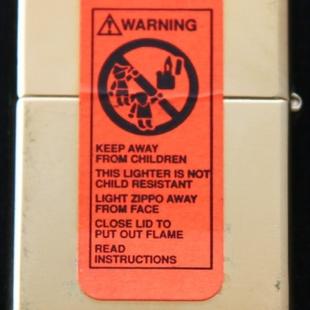 WARNING
KEEP AWAY
FROM CHILDREN
THIS LIGHTER IS NOT
CHILD RESISTANT
LIGHT ZIPPO AWAY
FROM FACE
CLOSE LID TO
PUT OUT FLAME
READ
INSTRUCTIONS